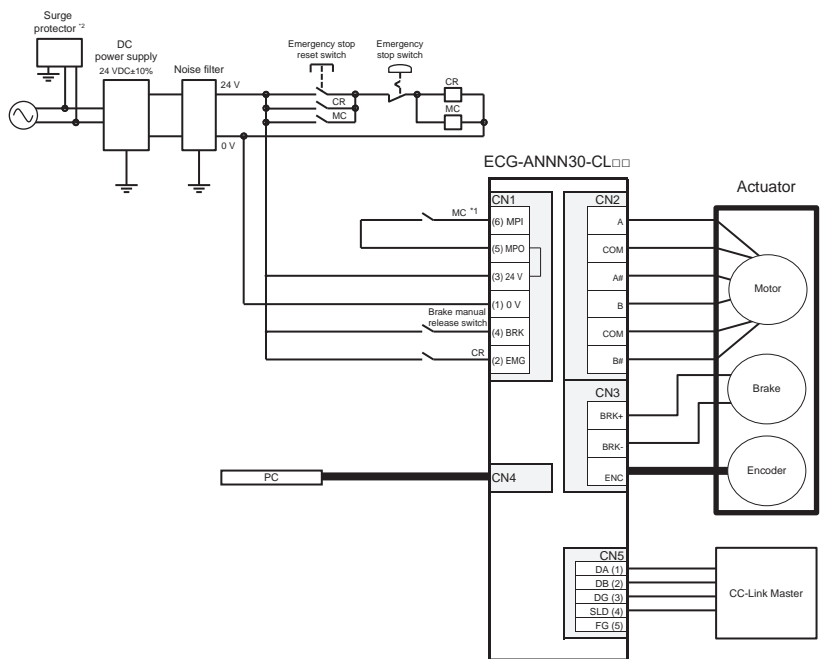 Surge
protector *2
DC
power supply
24 VDC±10%
Noise filter
24 V
0 V
Emergency stop
reset switch
Emergency
stop switch
CR
MC
CR
MC
ECG-ANNN30-CL□□
Actuator
CN1
MC *1
(6) MPI
(5) MPO
(3) 24 V
(1) 0 V
Brake manual
release switch
(4) BRK
CR
(2) EMG
CN2
A
COM
A#
B
COM
B#
Motor
CN3
BRK+
BRK-
ENC
Brake
Encoder
PC
CN4
CN5
DA (1)
DB (2)
DG (3)
SLD (4)
FG (5)
CC-Link Master